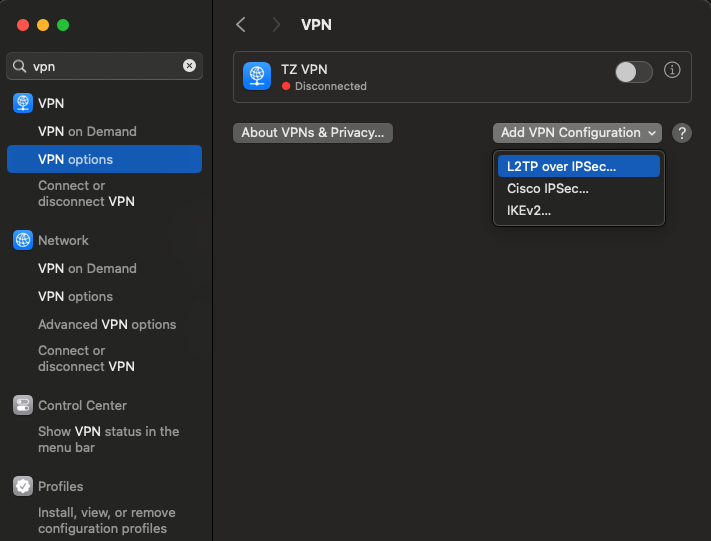 vpn
VPN
VPN on Demand
VPN options
Connect or
disconnect VPN
Network
VPN on Demand
VPN options
Advanced VPN options
Connect or
disconnect VPN
Control Center
Show VPN status in the
menu bar
Profiles
Install, view, or remove
configuration profiles
VPN
TZ VPN
Disconnected
About VPNs & Privacy...
Add VPN Configuration
?
L2TP over IPSec...
Cisco IPSec...
IKEv2...